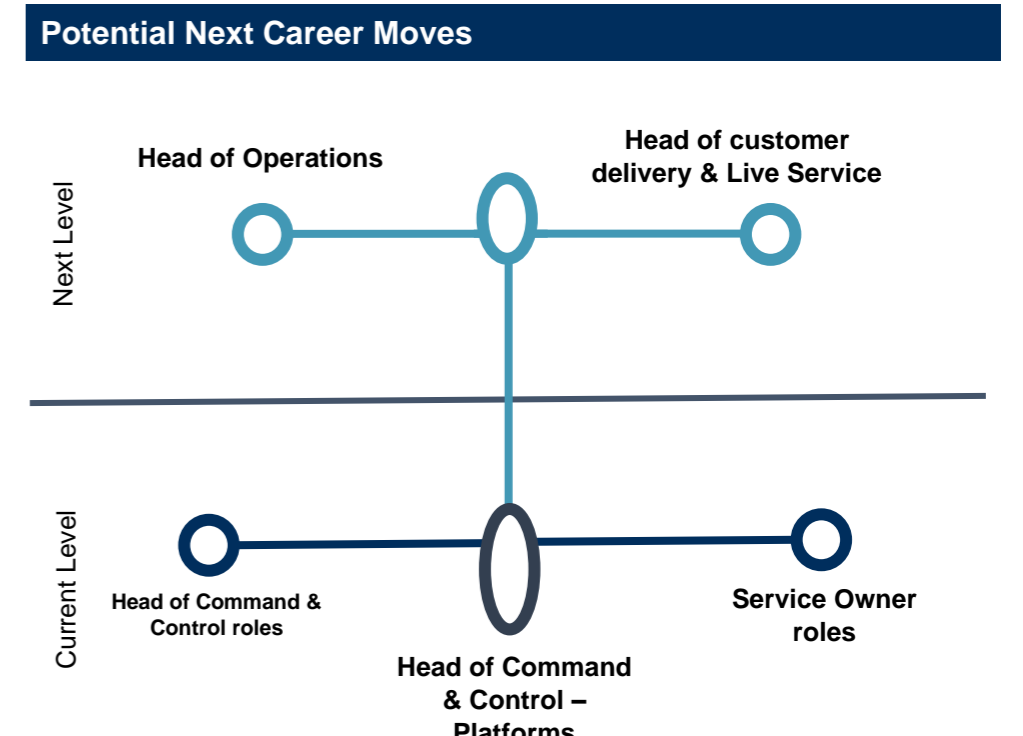 Potential Next Career Moves
Head of Operations
Head of customer
delivery & Live Service
Next Level
Current Level
Head of Command &
Control roles
Service Owner
roles
Head of Command
& Control –
Platforms